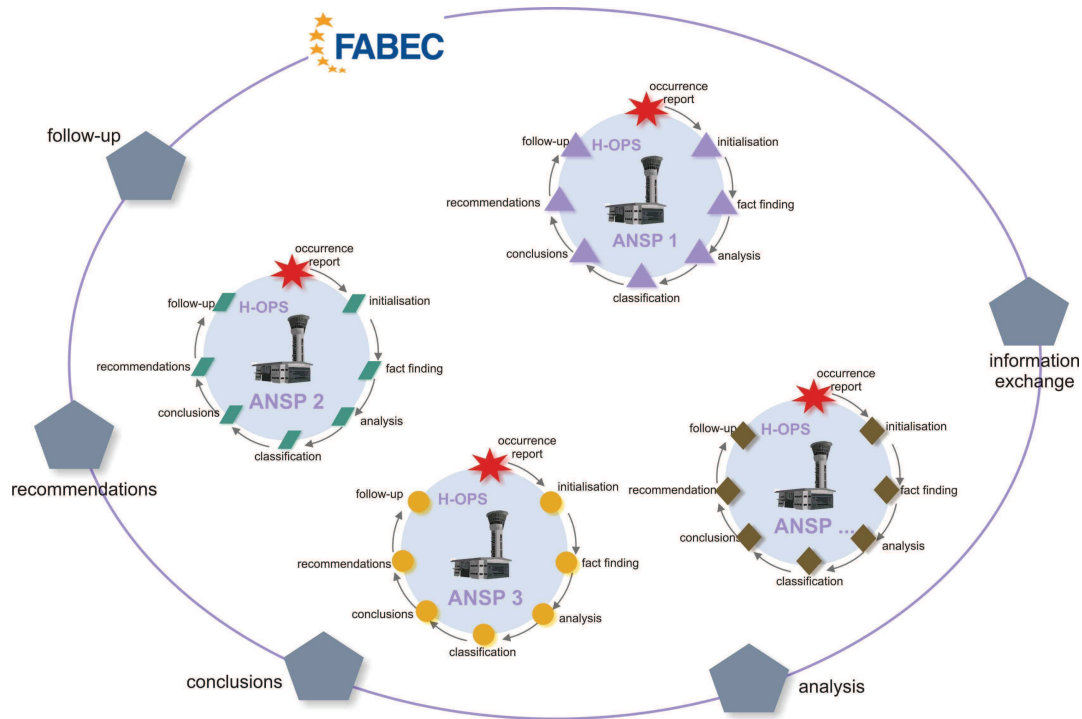 FABEC
follow-up
occurrence
report
follow-up
H-OPS
initialisation
recommendations
fact finding
ANSP 1
conclusions
analysis
classification
occurrence
report
follow-up
H-OPS
initialisation
recommendations
fact finding
ANSP 2
conclusions
analysis
classification
information
exchange
occurrence
report
follow-up
H-OPS
initialisation
recommendation
fact finding
ANSP ...
conclusions
analysis
classification
recommendations
occurrence
report
follow-up
H-OPS
initialisation
recommendations
fact finding
ANSP 3
conclusions
analysis
classification
conclusions
analysis